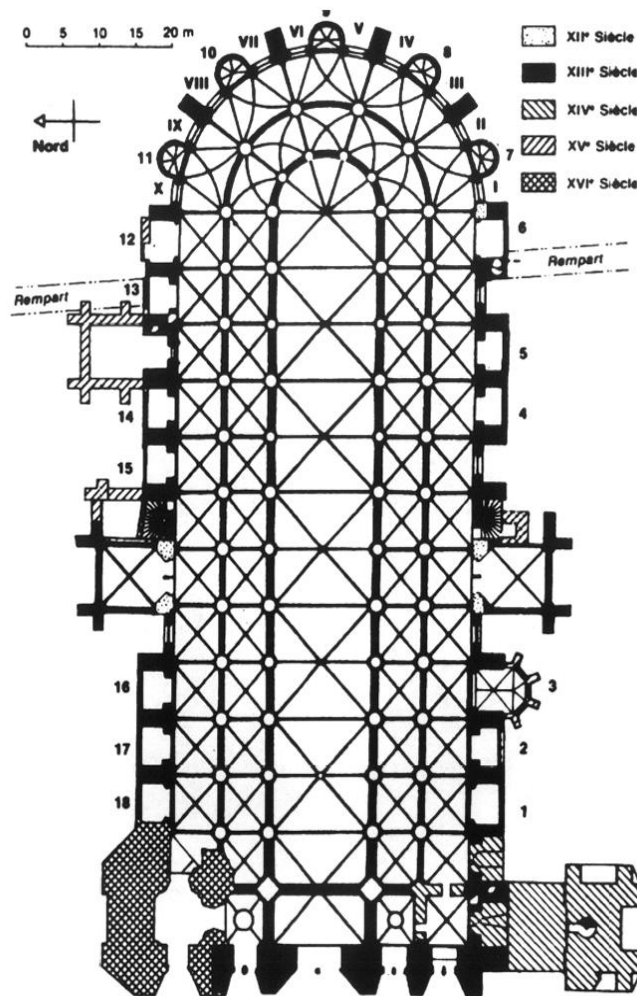 0 5 10 15 20 m
Nord
XIIe Siècle
XIIIe Siècle
XIVe Siècle
XVe Siècle
XVIe Siècle
9
VII
VI
V
IV
10
8
VIII
III
IX
II
11
7
X
I
12
6
Rempart
Rempart
13
5
14
4
15
16
3
17
2
18
1